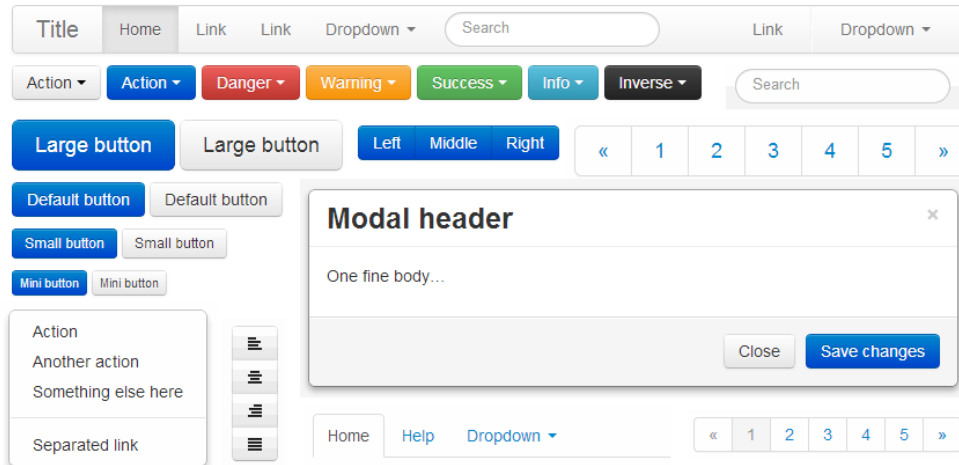 Title Home Link Link Dropdown Search Link Dropdown
Action Action Danger Warning Success Info Inverse Search
Large button Large button Left Middle Right « 1 2 3 4 5 »
Default button Default button
Small button Small button
Mini button Mini button
Modal header ×
One fine body...
Close Save changes
Action
Another action
Something else here
Separated link
Home Help Dropdown « 1 2 3 4 5 »